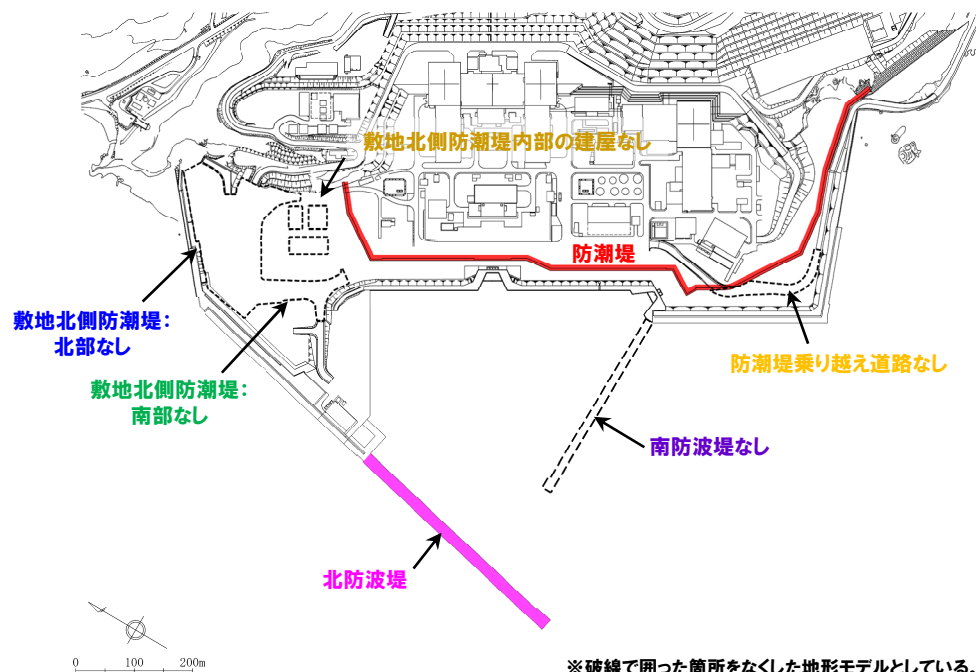 敷地北側防潮堤内部の建屋なし
防潮堤
敷地北側防潮堤：
北部なし
敷地北側防潮堤：
南部なし
防潮堤乗り越え道路なし
南防波堤なし
北防波堤
0 100 200m
※破線で囲った箇所をなくした地形モデルとしている。